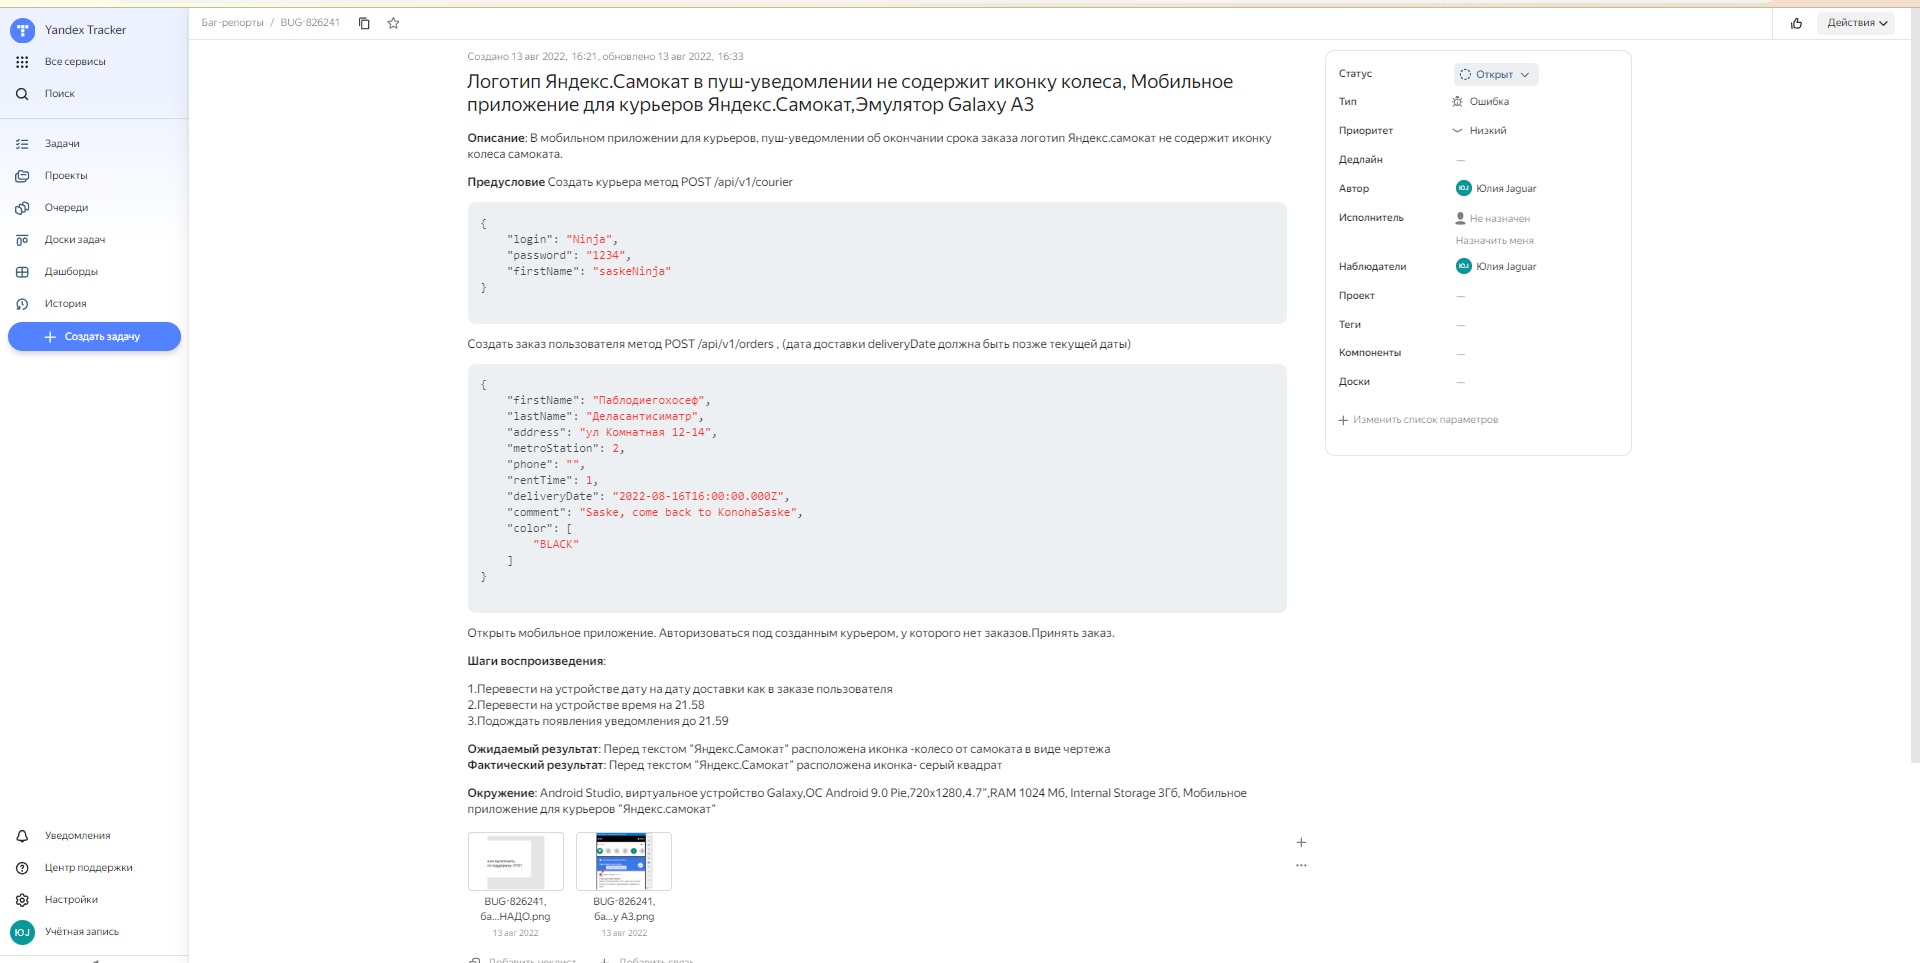 Yandex Tracker
Все сервисы
Поиск
Задачи
Проекты
Очереди
Доски задач
Дашборды
История
Создать задачу
Уведомления
Центр поддержки
Настройки
ЮJ Учётная запись
Баг-репорты / BUG-826241
Действия
Создано 13 авг 2022, 16:21, обновлено 13 авг 2022, 16:33
Логотип Яндекс.Самокат в пуш-уведомлении не содержит иконку колеса, Мобильное
приложение для курьеров Яндекс.Самокат,Эмулятор Galaxy A3
Описание: В мобильном приложении для курьеров, пуш-уведомлении об окончании срока заказа логотип Яндекс.самокат не содержит иконку
колеса самоката.
Предусловие Создать курьера метод POST /api/v1/courier
{
"login": "Ninja",
"password": "1234",
"firstName": "saskeNinja"
}
Создать заказ пользователя метод POST /api/v1/orders , (дата доставки deliveryDate должна быть позже текущей даты)
{
"firstName": "Паблодиегохосеф",
"lastName": "Деласантисиматр",
"address": "ул Комнатная 12-14",
"metroStation": 2,
"phone": "",
"rentTime": 1,
"deliveryDate": "2022-08-16T16:00:00.000Z",
"comment": "Saske, come back to KonohaSaske",
"color": [
"BLACK"
]
}
Открыть мобильное приложение. Авторизоваться под созданным курьером, у которого нет заказов.Принять заказ.
Шаги воспроизведения:
1.Перевести на устройстве дату на дату доставки как в заказе пользователя
2.Перевести на устройстве время на 21.58
3.Подождать появления уведомления до 21.59
Ожидаемый результат: Перед текстом "Яндекс.Самокат" расположена иконка -колесо от самоката в виде чертежа
Фактический результат: Перед текстом "Яндекс.Самокат" расположена иконка- серый квадрат
Окружение: Android Studio, виртуальное устройство Galaxy,ОС Android 9.0 Pie,720x1280,4.7",RAM 1024 Мб, Internal Storage 3Гб, Мобильное
приложение для курьеров "Яндекс.самокат"
BUG-826241,
ба...НАДО.png
13 авг 2022
BUG-826241,
ба...у А3.png
13 авг 2022
Добавить чеклист
Добавить связь
Статус Открыт
Тип Ошибка
Приоритет Низкий
Дедлайн —
Автор ЮJ Юлия Jaguar
Исполнитель Не назначен
Назначить меня
Наблюдатели ЮJ Юлия Jaguar
Проект —
Теги —
Компоненты —
Доски —
Изменить список параметров